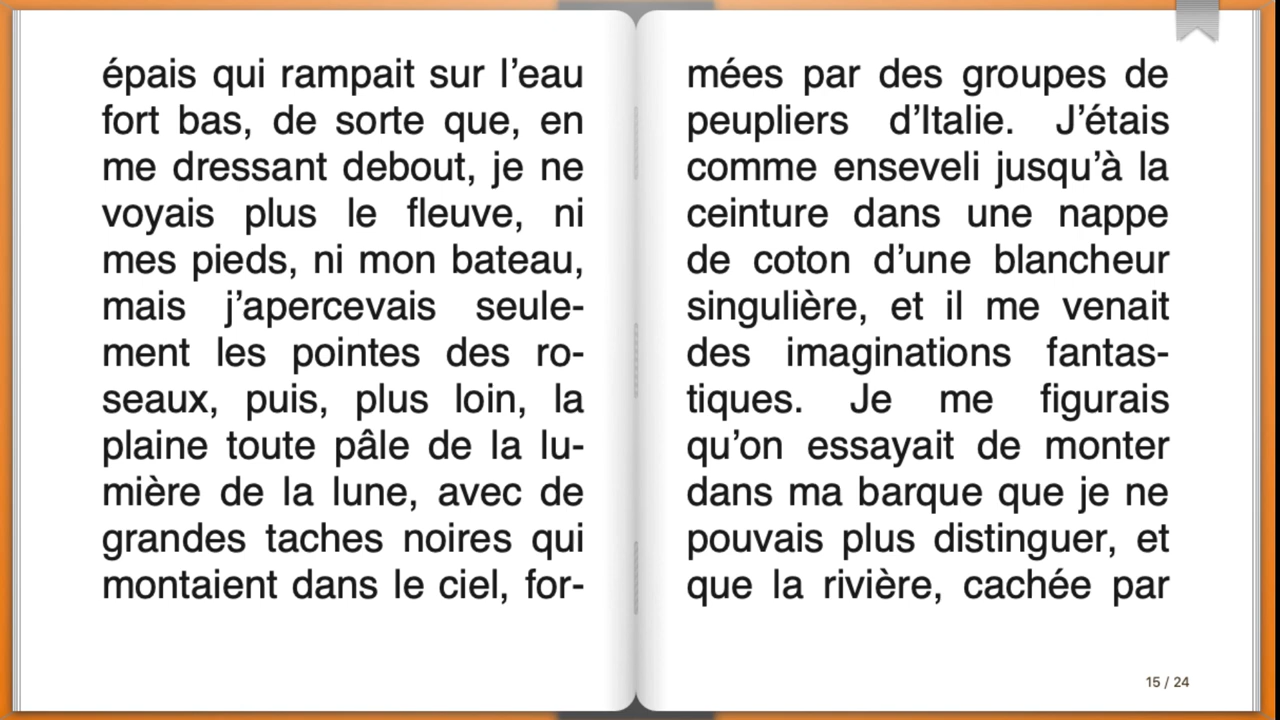 épais qui rampait sur l’eau
fort bas, de sorte que, en
me dressant debout, je ne
voyais plus le fleuve, ni
mes pieds, ni mon bateau,
mais j’apercevais seule-
ment les pointes des ro-
seaux, puis, plus loin, la
plaine toute pâle de la lu-
mière de la lune, avec de
grandes taches noires qui
montaient dans le ciel, for-
mées par des groupes de
peupliers d’Italie. J’étais
comme enseveli jusqu’à la
ceinture dans une nappe
de coton d’une blancheur
singulière, et il me venait
des imaginations fantas-
tiques. Je me figurais
qu’on essayait de monter
dans ma barque que je ne
pouvais plus distinguer, et
que la rivière, cachée par
15 / 24